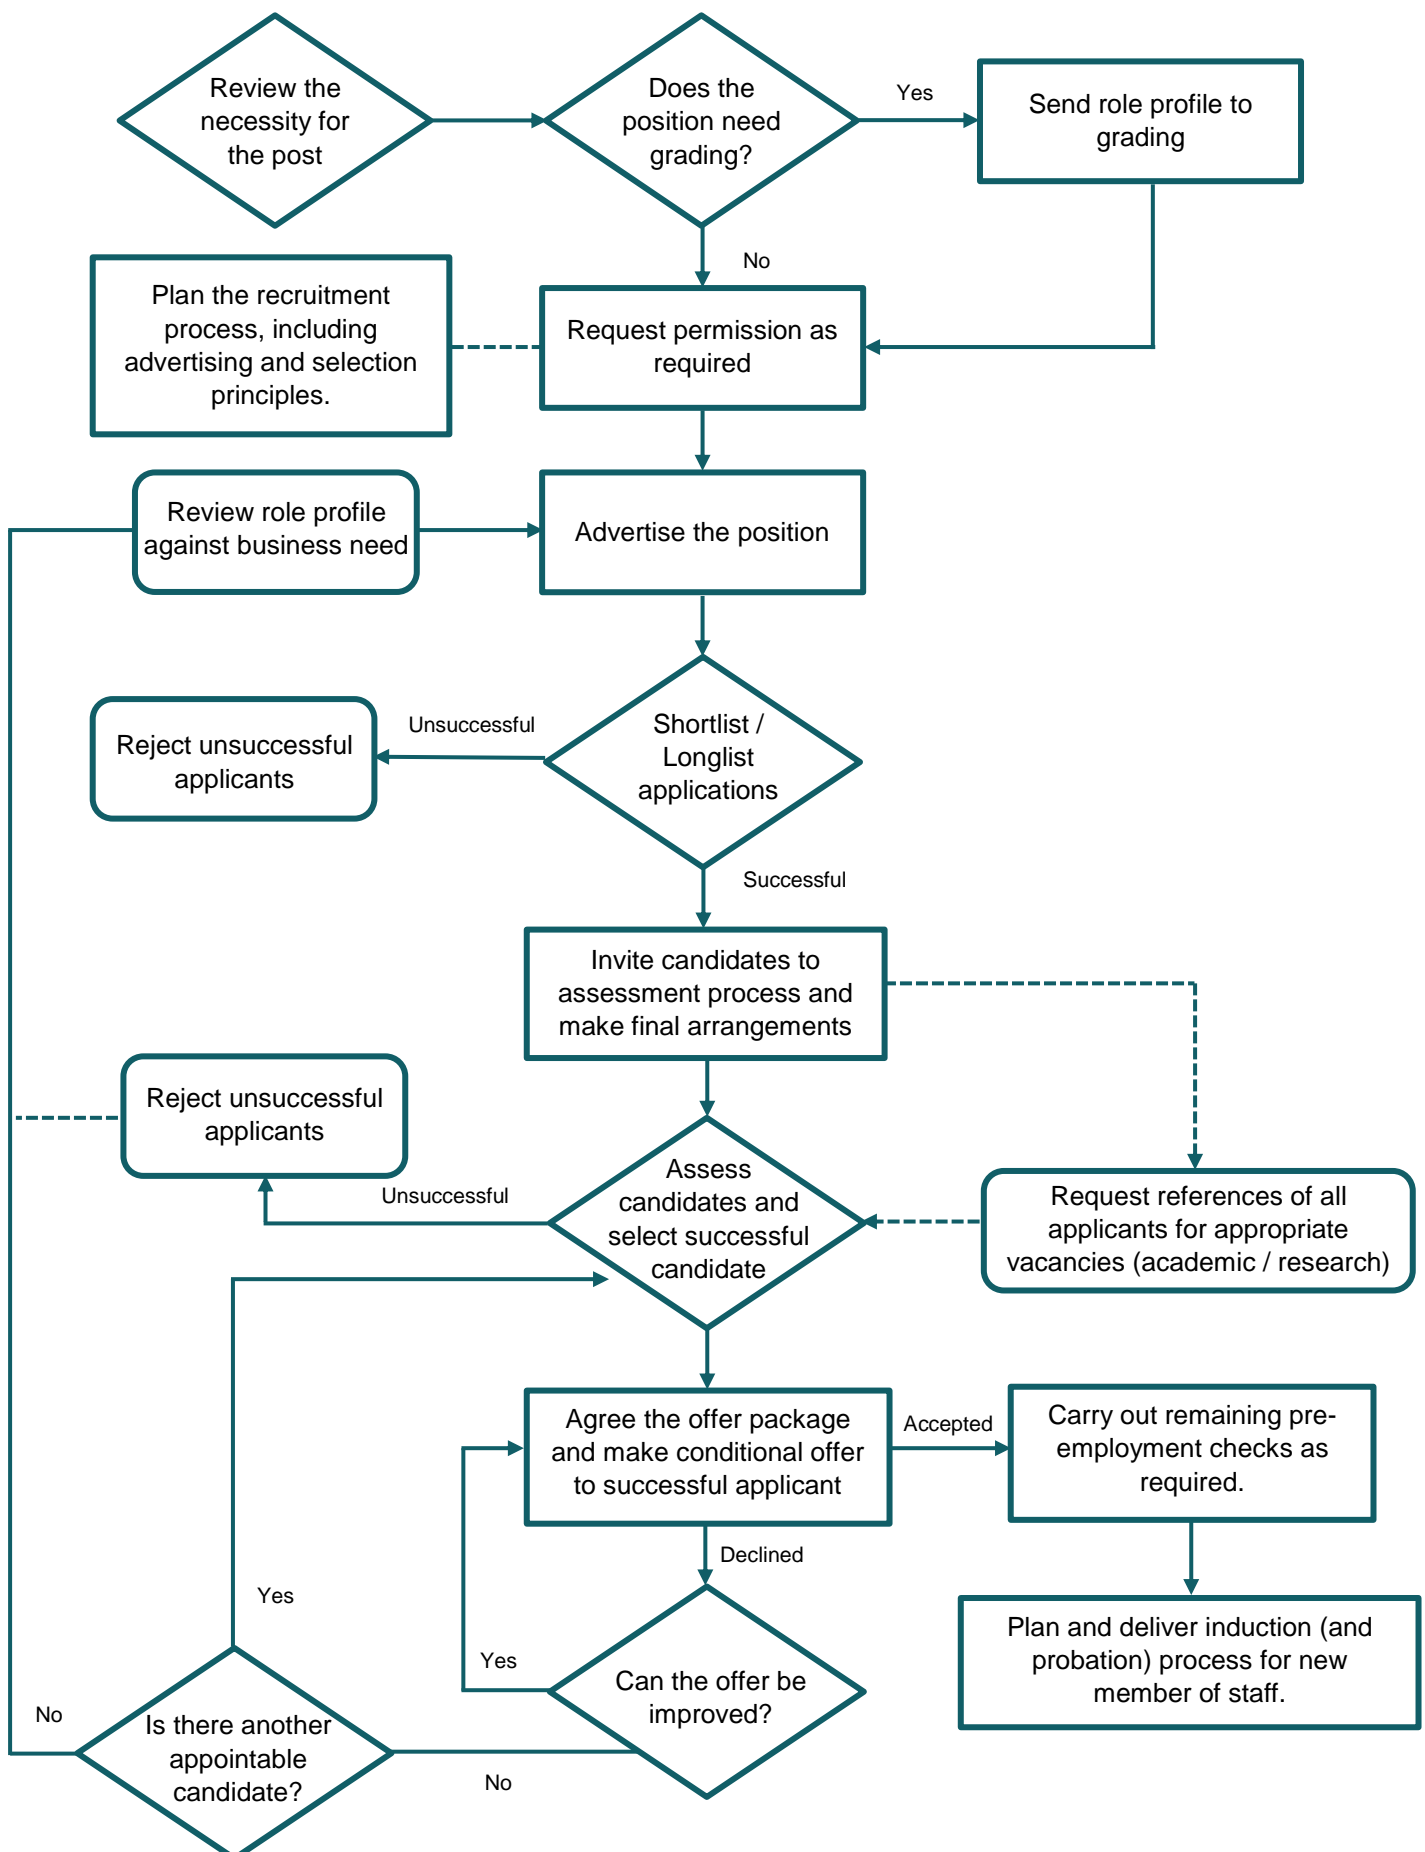 Review the
necessity for
the post
Does the
position need
grading?
Yes
Send role profile to
grading
No
Plan the recruitment
process, including
advertising and selection
principles.
Request permission as
required
Review role profile
against business need
Advertise the position
Reject unsuccessful
applicants
Unsuccessful
Shortlist /
Longlist
applications
Successful
Invite candidates to
assessment process and
make final arrangements
Reject unsuccessful
applicants
Unsuccessful
Assess
candidates and
select successful
candidate
Request references of all
applicants for appropriate
vacancies (academic / research)
Agree the offer package
and make conditional offer
to successful applicant
Accepted
Carry out remaining pre-
employment checks as
required.
Declined
Yes
Yes
Can the offer be
improved?
Plan and deliver induction (and
probation) process for new
member of staff.
No
Is there another
appointable
candidate?
No